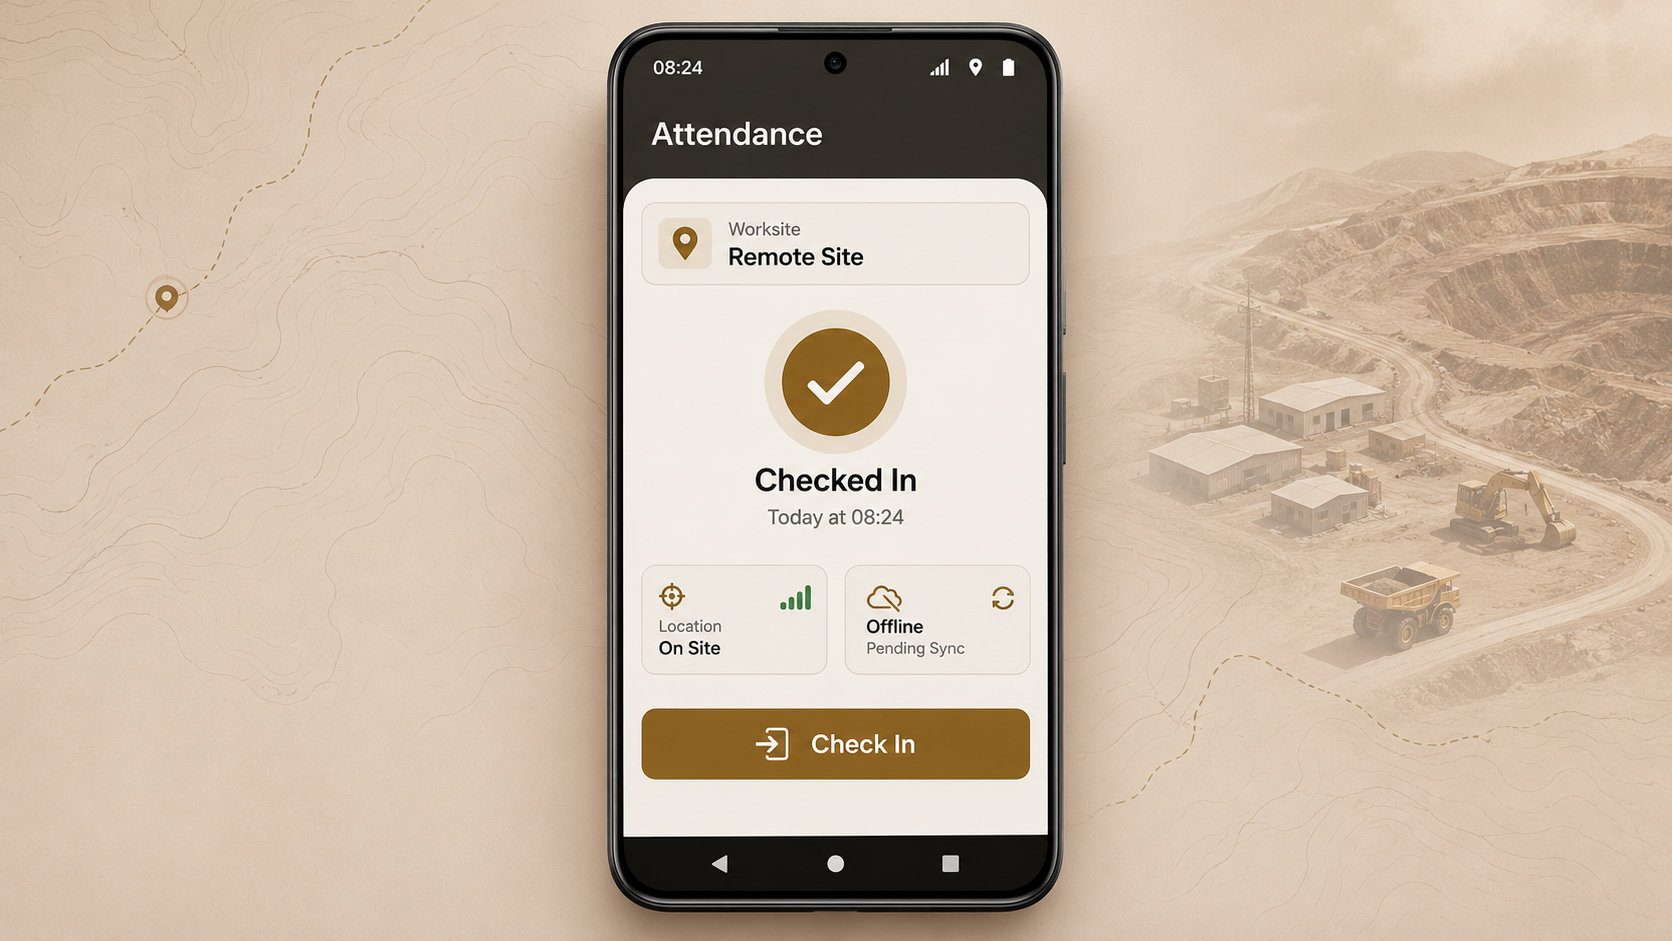 08:24
Attendance
Worksite
Remote Site
Checked In
Today at 08:24
Location
On Site
Offline
Pending Sync
Check In